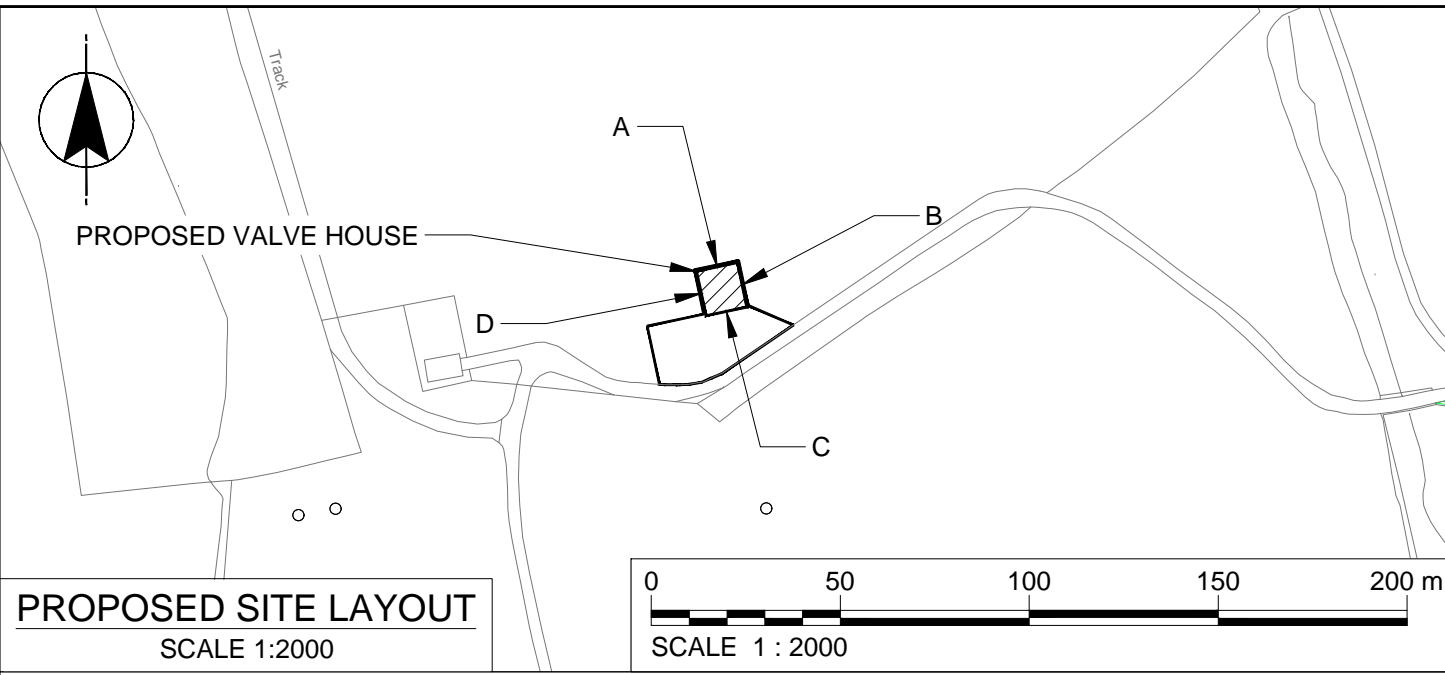 Track
A
B
PROPOSED VALVE HOUSE
D
C
PROPOSED SITE LAYOUT
SCALE 1:2000
0 50 100 150 200 m
SCALE 1 : 2000